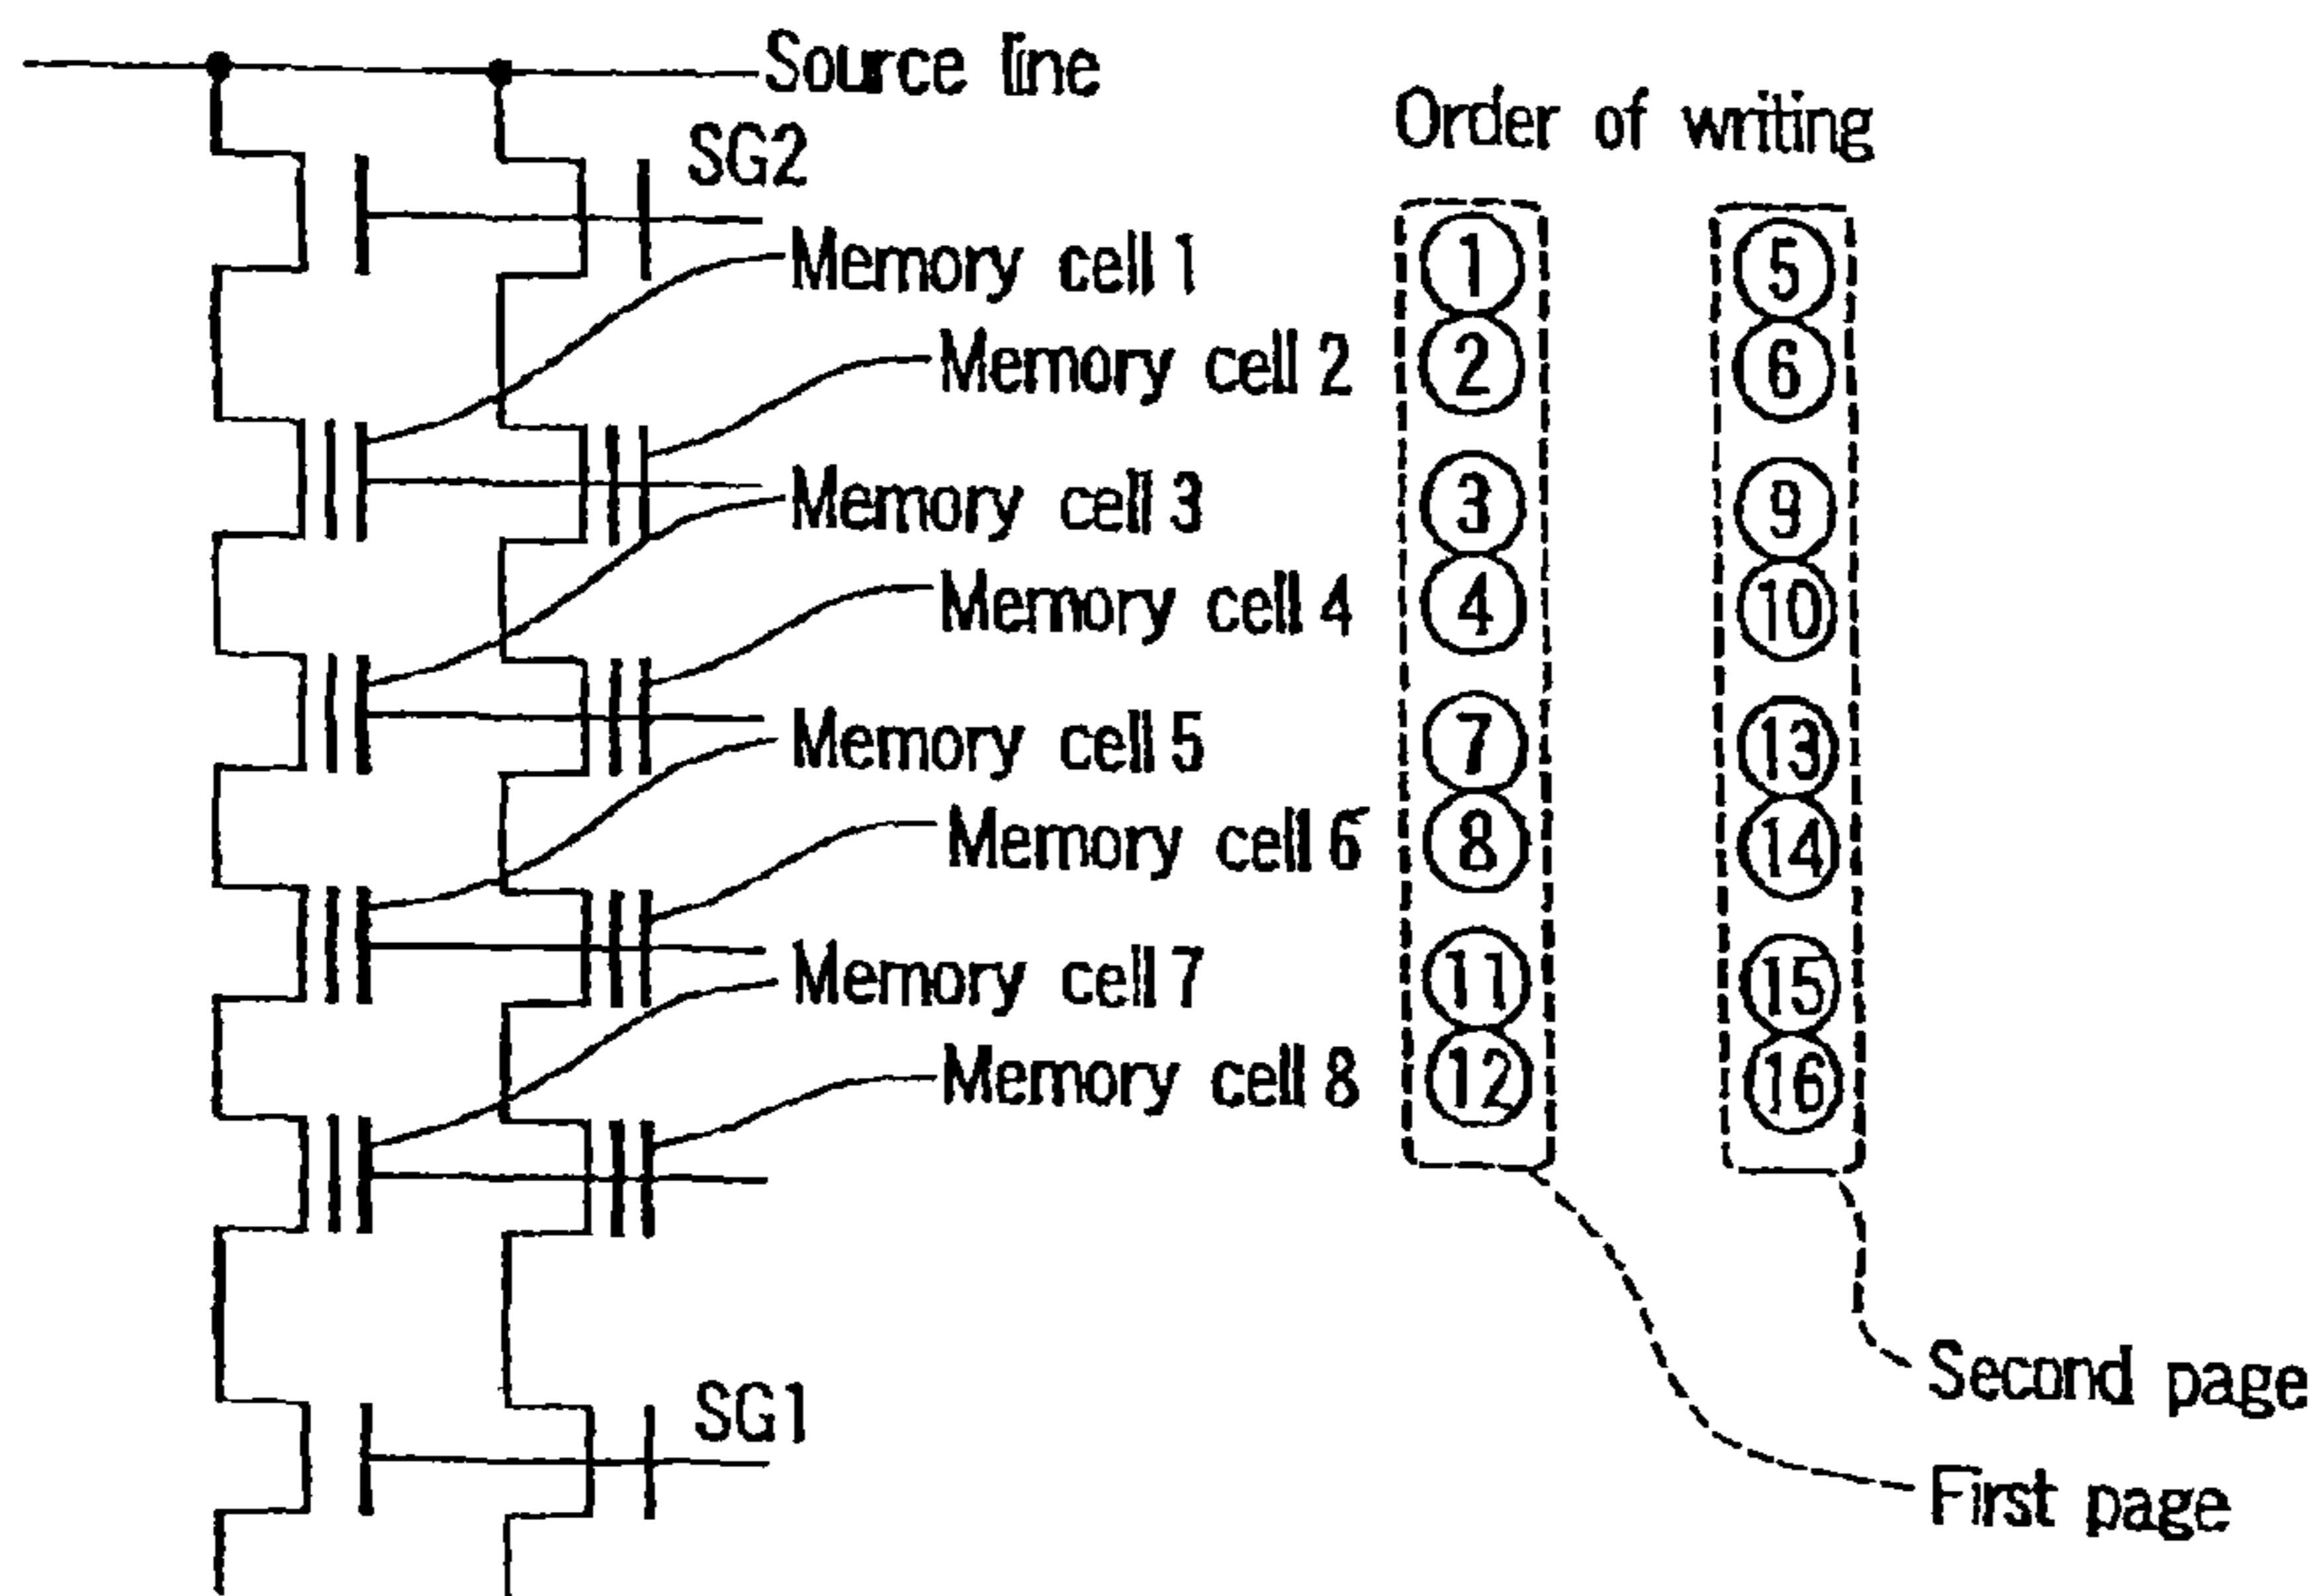 Source line
SG2
Order of writing
Memory cell 1
Memory cell 2
Memory cell 3
Memory cell 4
Memory cell 5
Memory cell 6
Memory cell 7
Memory cell 8
① ⑤
② ⑥
③ ⑨
④ ⑩
⑦ ⑬
⑧ ⑭
⑪ ⑮
⑫ ⑯
Second page
SG1
First page